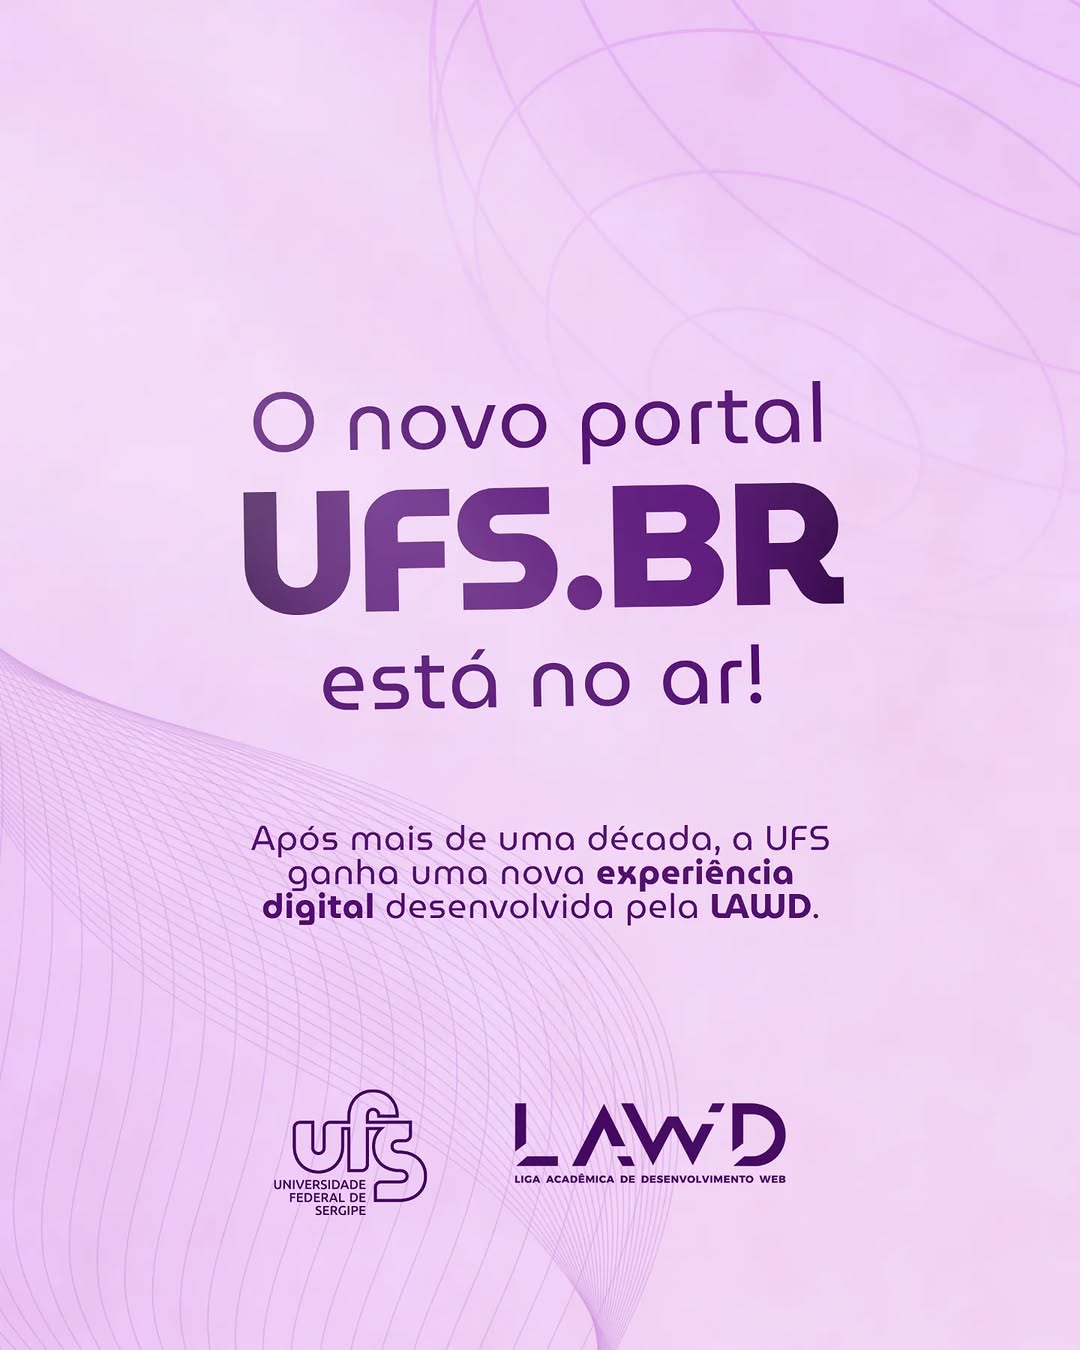 O novo portal
UFS.BR
está no ar!
Após mais de uma década, a UFS
ganha uma nova experiência
digital desenvolvida pela LAWD.
ufs
UNIVERSIDADE
FEDERAL DE
SERGIPE
LAWD
LIGA ACADÊMICA DE DESENVOLVIMENTO WEB